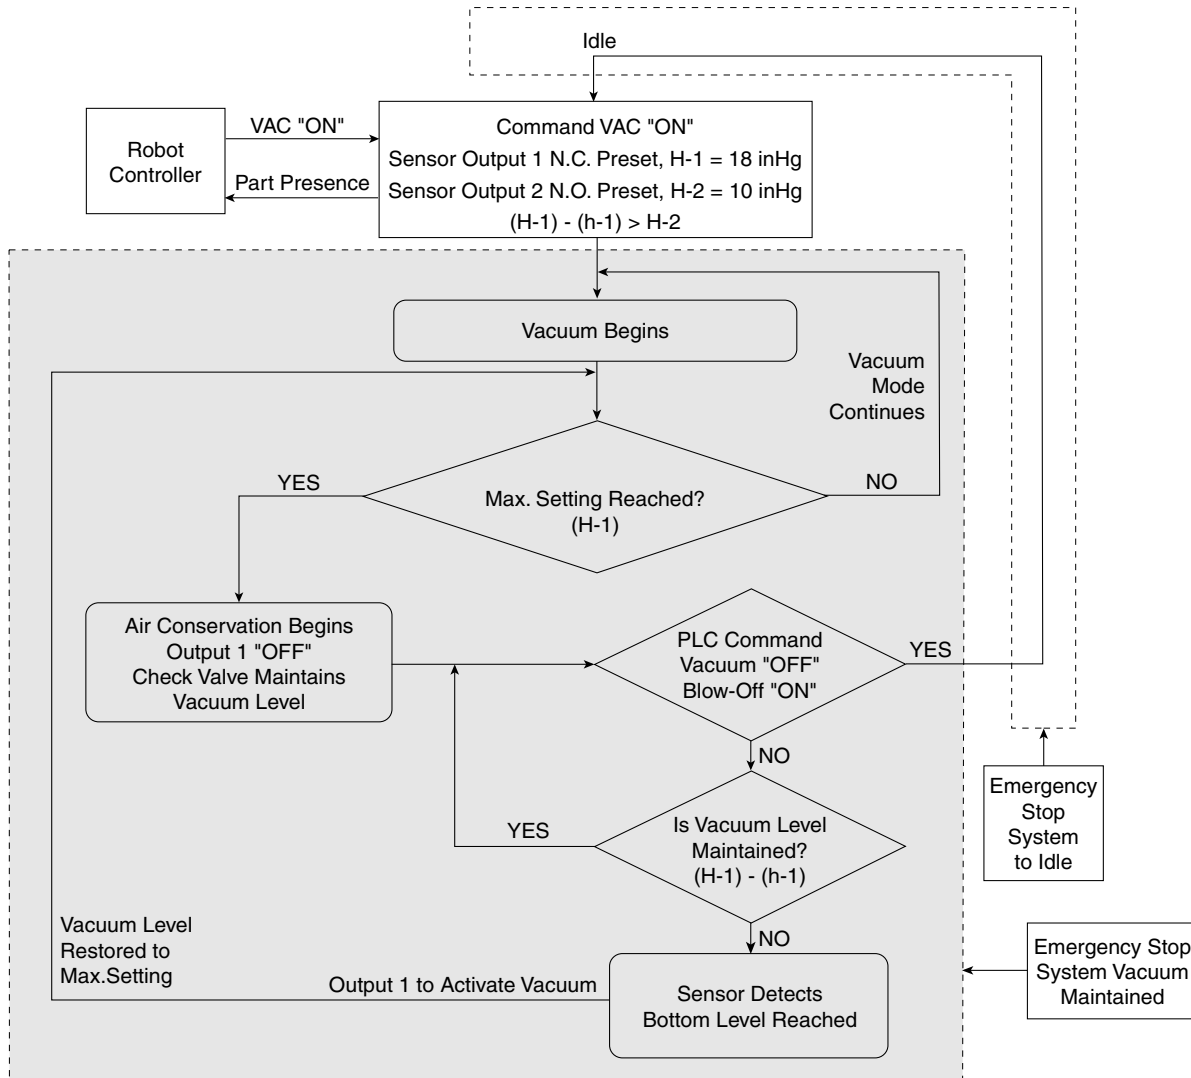 Idle
Robot
Controller
VAC "ON"
Part Presence
Command VAC "ON"
Sensor Output 1 N.C. Preset, H-1 = 18 inHg
Sensor Output 2 N.O. Preset, H-2 = 10 inHg
(H-1) - (h-1) > H-2
Vacuum Begins
Vacuum
Mode
Continues
YES
Max. Setting Reached?
(H-1)
NO
Air Conservation Begins
Output 1 "OFF"
Check Valve Maintains
Vacuum Level
PLC Command
Vacuum "OFF"
Blow-Off "ON"
YES
NO
YES
Is Vacuum Level
Maintained?
(H-1) - (h-1)
NO
Emergency
Stop
System
to Idle
Vacuum Level
Restored to
Max.Setting
Output 1 to Activate Vacuum
Sensor Detects
Bottom Level Reached
Emergency Stop
System Vacuum
Maintained